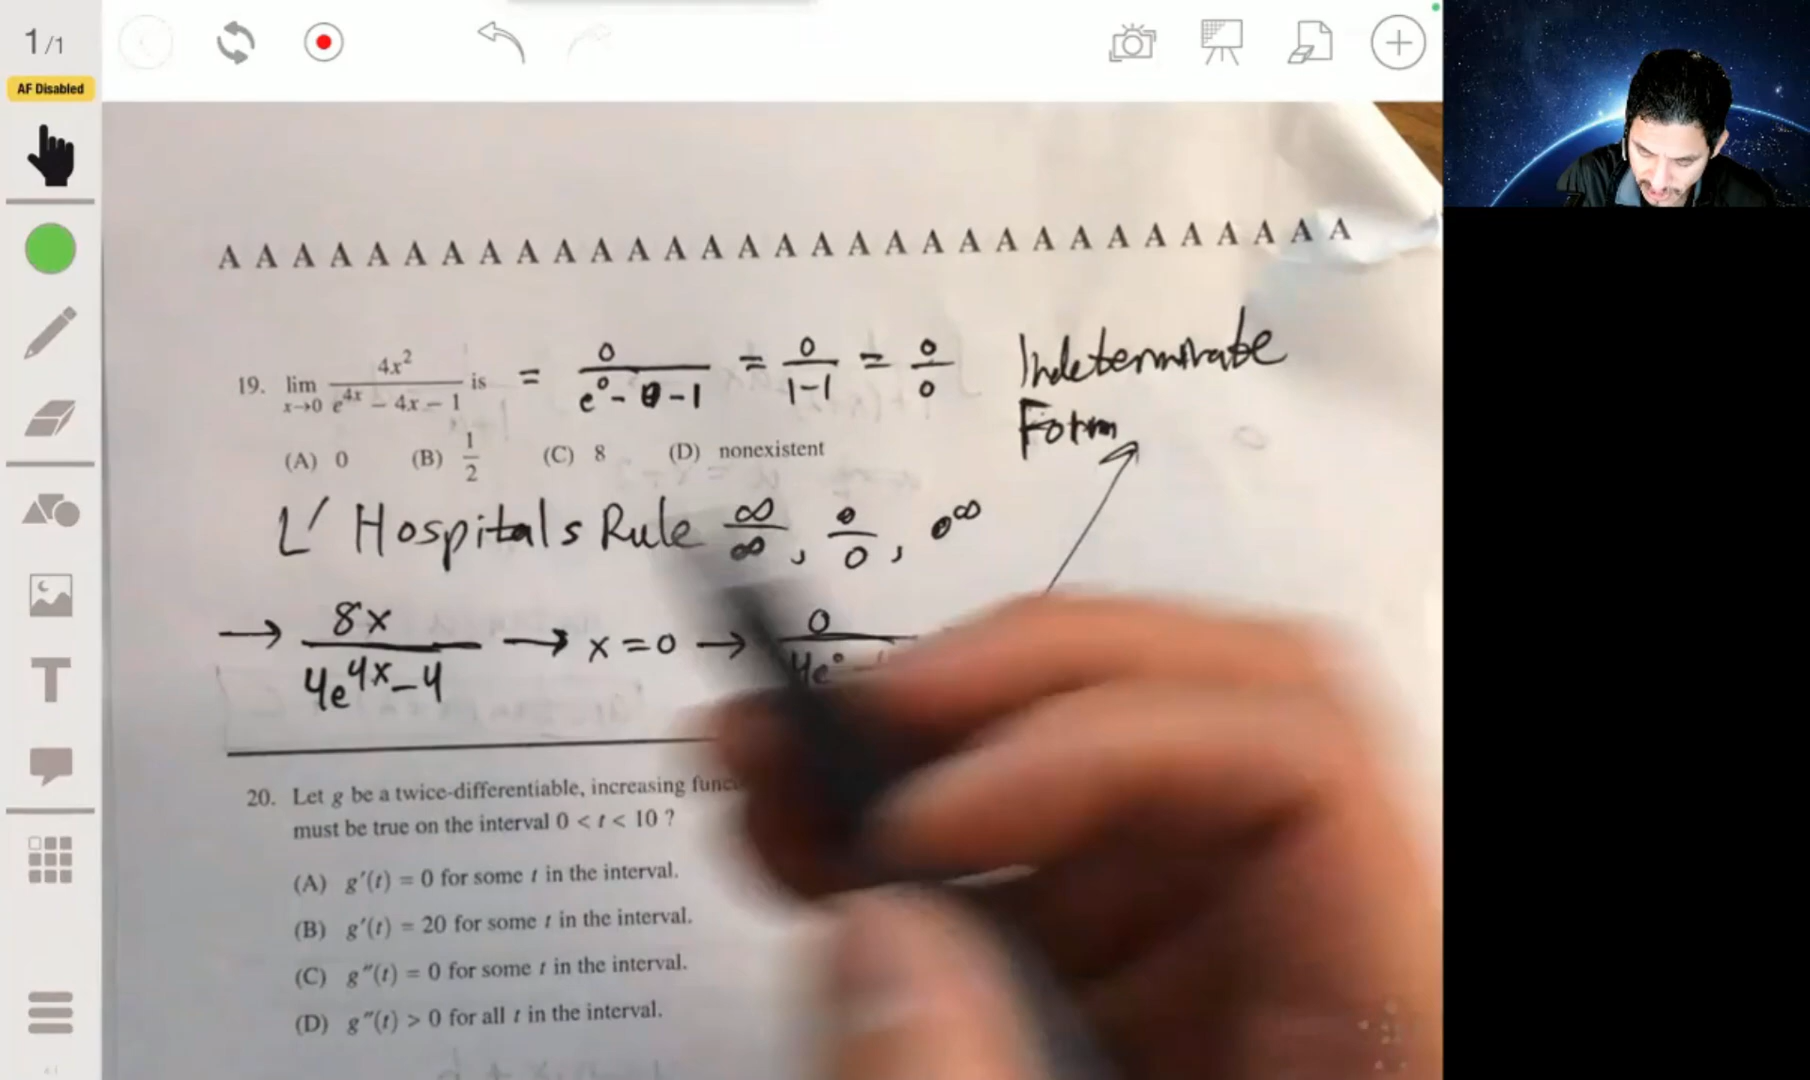 1/1
AF Disabled
A A A A A A A A A A A A A A A A A A A A A A A A A A A A A A A
19. lim x→0 4x² / e^4x − 4x − 1 is = 0 / e^0 - 0 - 1 = 0 / 1-1 = 0/0 Indeterminate
Form
(A) 0 (B) 1/2 (C) 8 (D) nonexistent
L' Hospitals Rule ∞/∞, 0/0, 0^∞
→ 8x / 4e^4x - 4 → x=0 → 0 / 4e^0
20. Let g be a twice-differentiable, increasing
must be true on the interval 0 < t < 10 ?
(A) g′(t) = 0 for some t in the interval.
(B) g′(t) = 20 for some t in the interval.
(C) g″(t) = 0 for some t in the interval.
(D) g″(t) > 0 for all t in the interval.
T